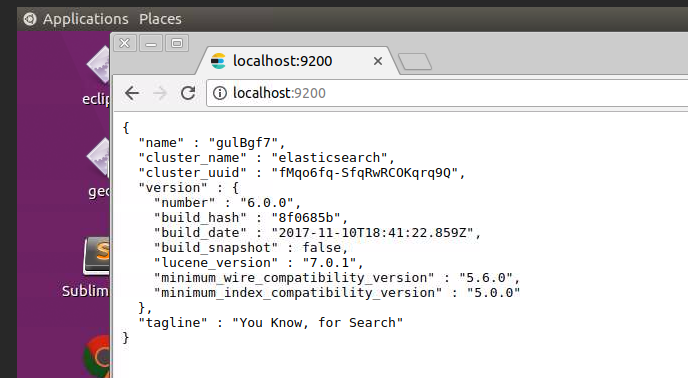 Applications Places
localhost:9200
localhost:9200
eclip
{
"name" : "gulBgf7",
"cluster_name" : "elasticsearch",
"cluster_uuid" : "fMqo6fq-SfqRwRCOKqrq9Q",
"version" : {
"number" : "6.0.0",
"build_hash" : "8f0685b",
"build_date" : "2017-11-10T18:41:22.859Z",
"build_snapshot" : false,
"lucene_version" : "7.0.1",
"minimum_wire_compatibility_version" : "5.6.0",
"minimum_index_compatibility_version" : "5.0.0"
},
"tagline" : "You Know, for Search"
}
geo
Sublim